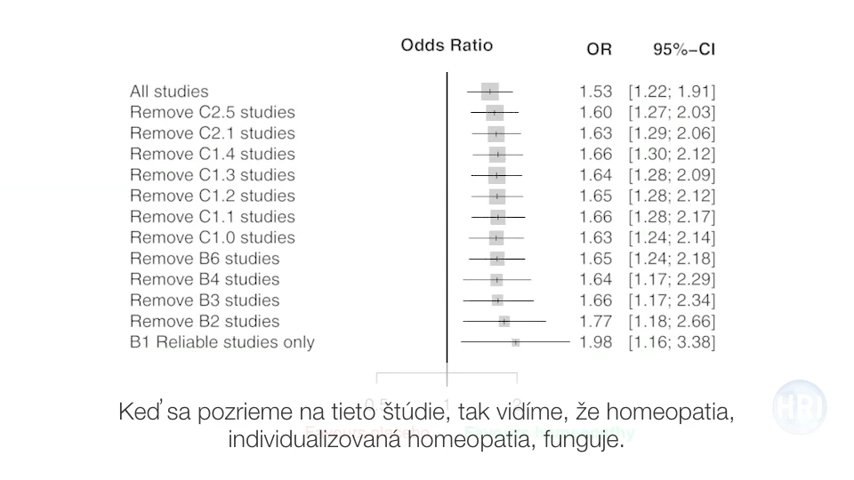 Odds Ratio OR 95%-CI
All studies 1.53 [1.22; 1.91]
Remove C2.5 studies 1.60 [1.27; 2.03]
Remove C2.1 studies 1.63 [1.29; 2.06]
Remove C1.4 studies 1.66 [1.30; 2.12]
Remove C1.3 studies 1.64 [1.28; 2.09]
Remove C1.2 studies 1.65 [1.28; 2.12]
Remove C1.1 studies 1.66 [1.28; 2.17]
Remove C1.0 studies 1.63 [1.24; 2.14]
Remove B6 studies 1.65 [1.24; 2.18]
Remove B4 studies 1.64 [1.17; 2.29]
Remove B3 studies 1.66 [1.17; 2.34]
Remove B2 studies 1.77 [1.18; 2.66]
B1 Reliable studies only 1.98 [1.16; 3.38]
0.5 1 2
Keď sa pozrieme na tieto štúdie, tak vidíme, že homeopatia,
individualizovaná homeopatia, funguje.
HRI